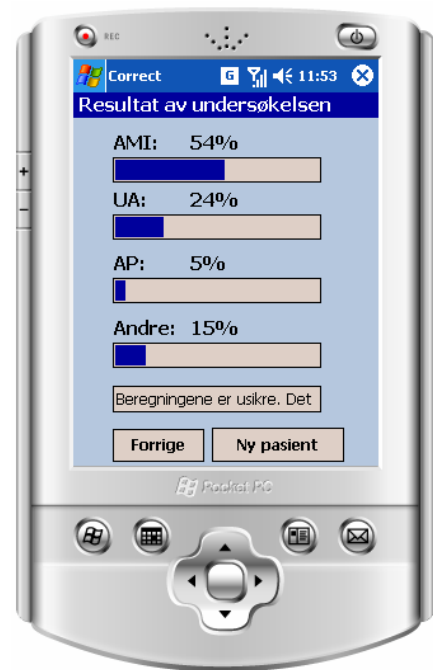 REC
Correct G 11:53
Resultat av undersøkelsen
AMI: 54%
UA: 24%
AP: 5%
Andre: 15%
Beregningene er usikre. Det
Forrige Ny pasient
Pocket PC
+
-